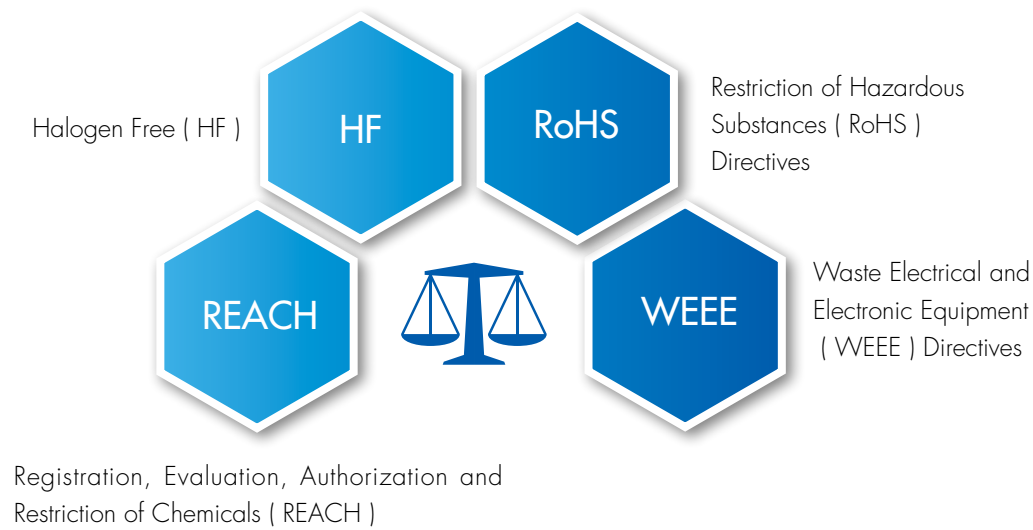 Halogen Free ( HF )
HF
RoHS
Restriction of Hazardous
Substances ( RoHS )
Directives
REACH
WEEE
Waste Electrical and
Electronic Equipment
( WEEE ) Directives
Registration, Evaluation, Authorization and
Restriction of Chemicals ( REACH )